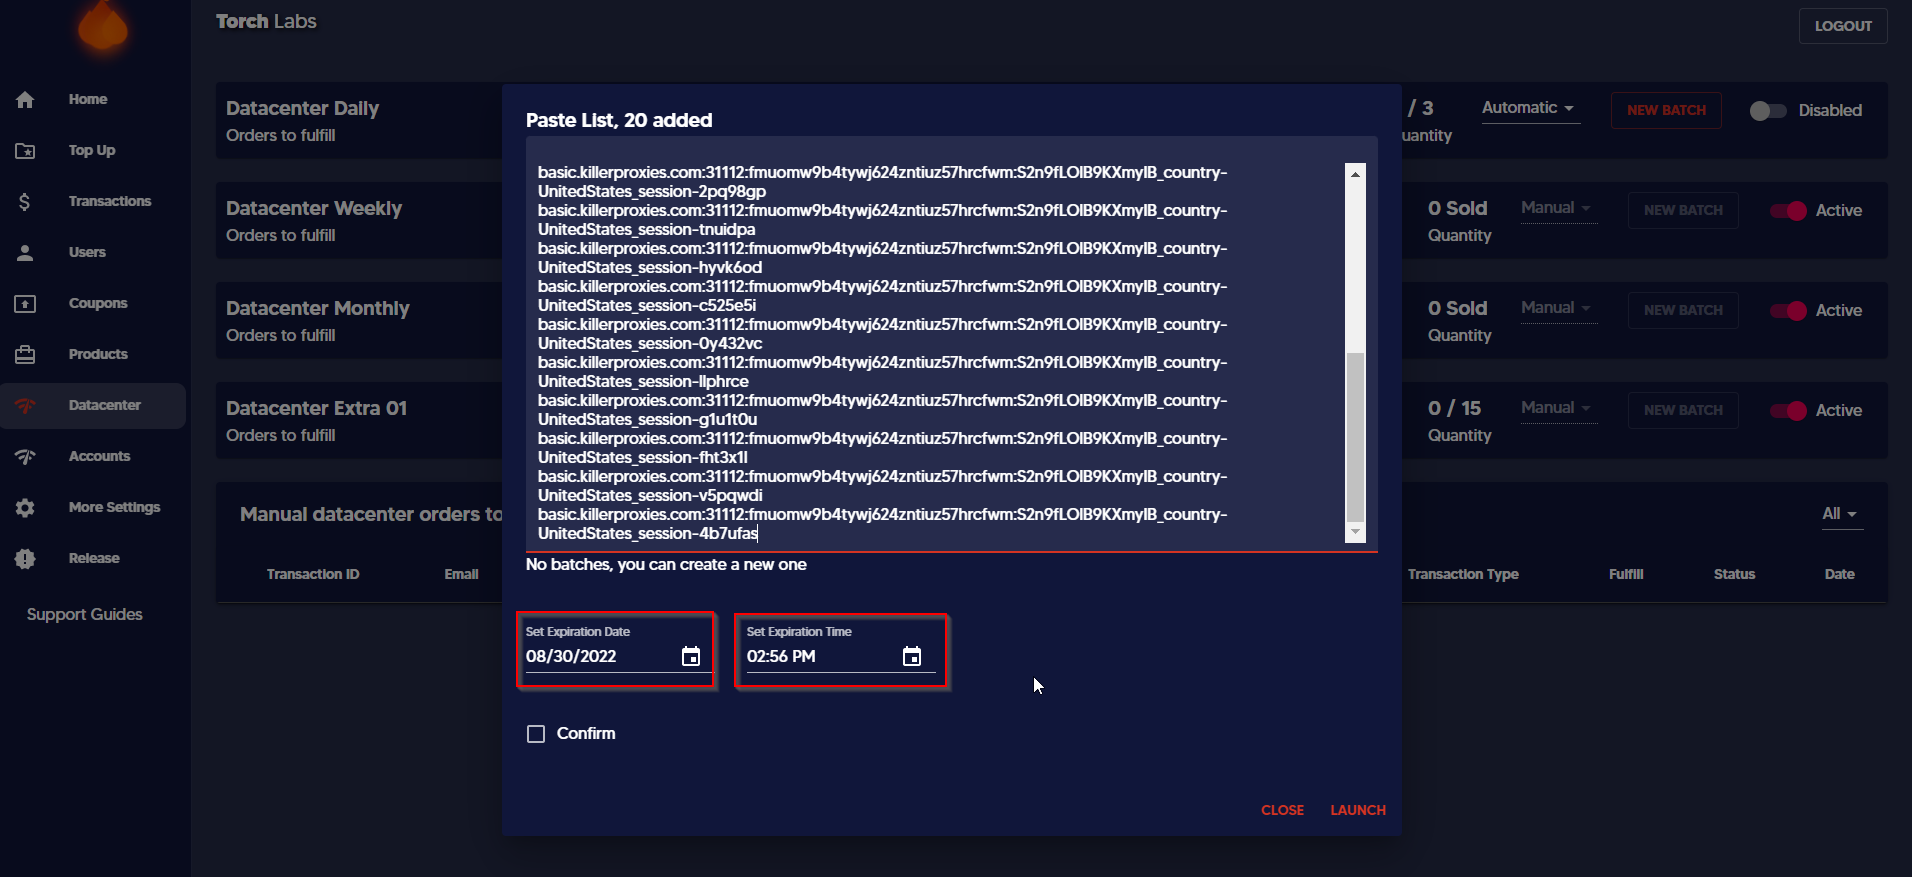 Torch Labs
LOGOUT
Home
Top Up
Transactions
Users
Coupons
Products
Datacenter
Accounts
More Settings
Release
Support Guides
Datacenter Daily
Orders to fulfill
/ 3
uantity
Automatic
NEW BATCH
Disabled
Datacenter Weekly
Orders to fulfill
0 Sold
Quantity
Manual
NEW BATCH
Active
Datacenter Monthly
Orders to fulfill
0 Sold
Quantity
Manual
NEW BATCH
Active
Datacenter Extra 01
Orders to fulfill
0 / 15
Quantity
Manual
NEW BATCH
Active
Manual datacenter orders to
All
Transaction ID
Email
Transaction Type
Fulfill
Status
Date
Paste List, 20 added
basic.killerproxies.com:31112:fmuomw9b4tywj624zntiuz57hrcfwm:S2n9fLOIB9KXmyIB_country-
UnitedStates_session-2pq98gp
basic.killerproxies.com:31112:fmuomw9b4tywj624zntiuz57hrcfwm:S2n9fLOIB9KXmyIB_country-
UnitedStates_session-tnuidpa
basic.killerproxies.com:31112:fmuomw9b4tywj624zntiuz57hrcfwm:S2n9fLOIB9KXmyIB_country-
UnitedStates_session-hyvk6od
basic.killerproxies.com:31112:fmuomw9b4tywj624zntiuz57hrcfwm:S2n9fLOIB9KXmyIB_country-
UnitedStates_session-c525e5i
basic.killerproxies.com:31112:fmuomw9b4tywj624zntiuz57hrcfwm:S2n9fLOIB9KXmyIB_country-
UnitedStates_session-0y432vc
basic.killerproxies.com:31112:fmuomw9b4tywj624zntiuz57hrcfwm:S2n9fLOIB9KXmyIB_country-
UnitedStates_session-llphrce
basic.killerproxies.com:31112:fmuomw9b4tywj624zntiuz57hrcfwm:S2n9fLOIB9KXmyIB_country-
UnitedStates_session-g1u1t0u
basic.killerproxies.com:31112:fmuomw9b4tywj624zntiuz57hrcfwm:S2n9fLOIB9KXmyIB_country-
UnitedStates_session-fht3x1l
basic.killerproxies.com:31112:fmuomw9b4tywj624zntiuz57hrcfwm:S2n9fLOIB9KXmyIB_country-
UnitedStates_session-v5pqwdi
basic.killerproxies.com:31112:fmuomw9b4tywj624zntiuz57hrcfwm:S2n9fLOIB9KXmyIB_country-
UnitedStates_session-4b7ufas
No batches, you can create a new one
Set Expiration Date
08/30/2022
Set Expiration Time
02:56 PM
Confirm
CLOSE
LAUNCH